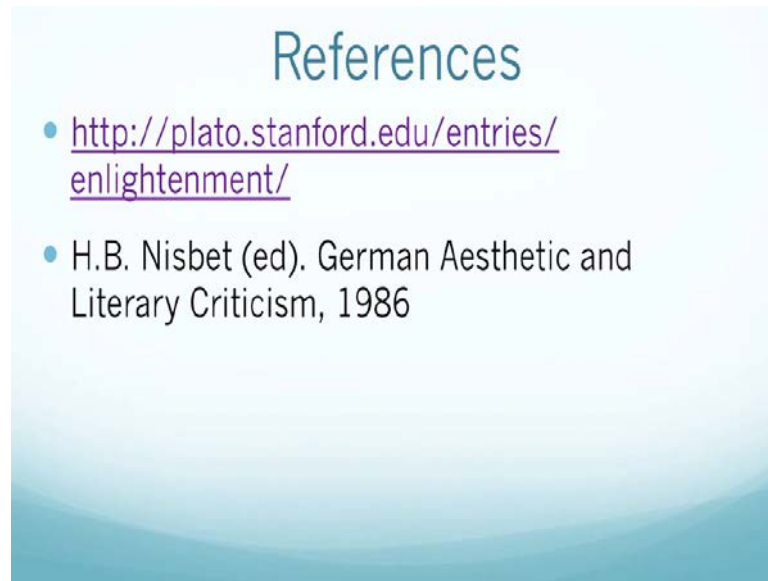 References
http://plato.stanford.edu/entries/
enlightenment/
H.B. Nisbet (ed). German Aesthetic and
Literary Criticism, 1986